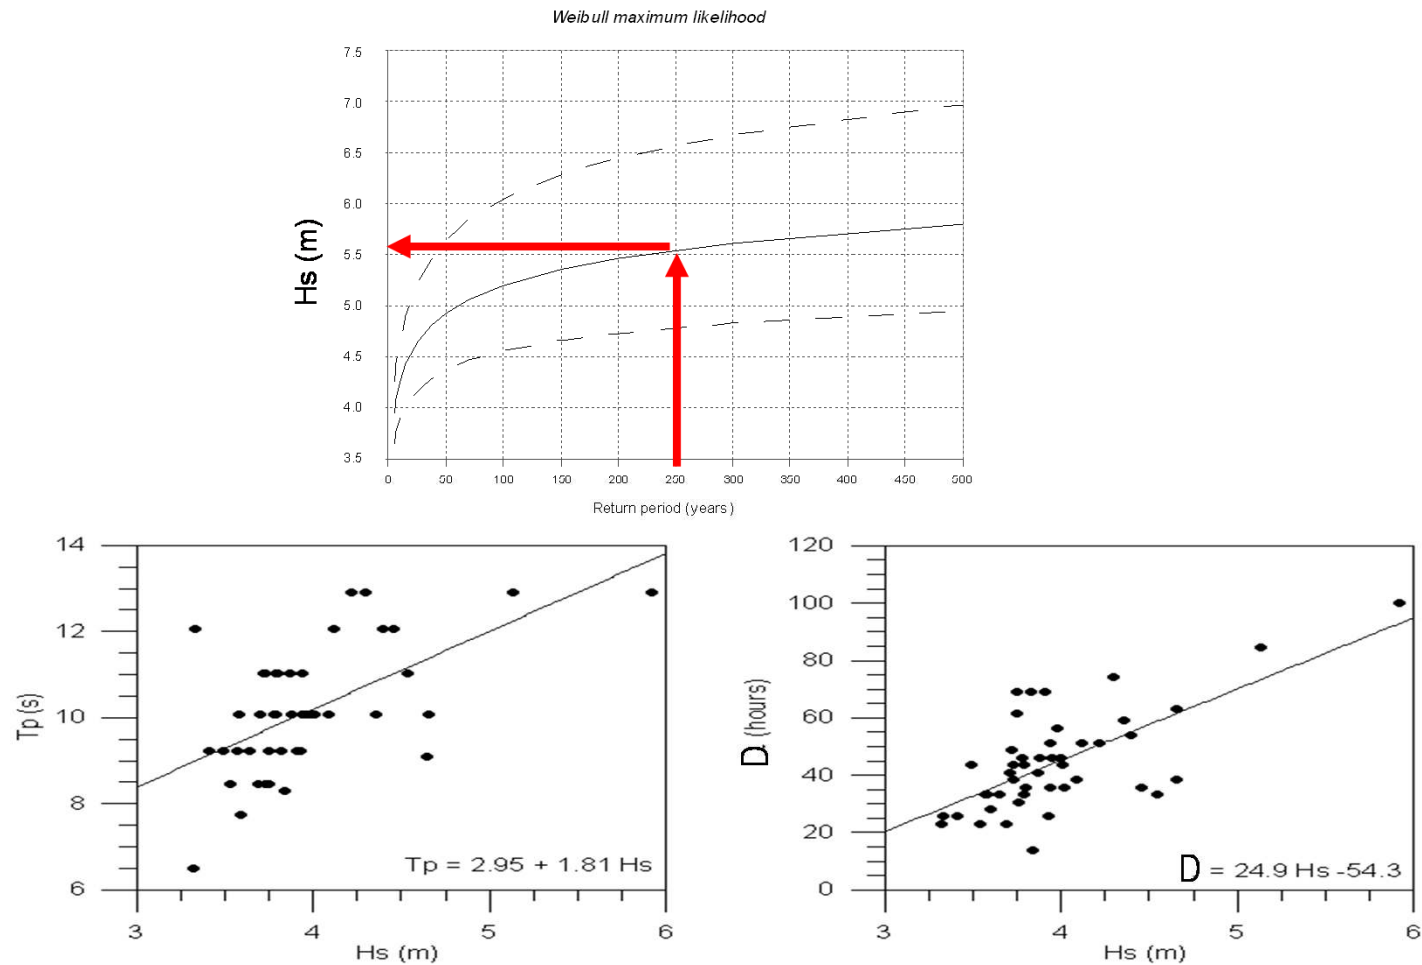 Weibull maximum likelihood
7.5
7.0
6.5
6.0
5.5
5.0
4.5
4.0
3.5
Hs (m)
0 50 100 150 200 250 300 350 400 450 500
Return period (years)
14
12
10
8
6
Tp (s)
Tp = 2.95 + 1.81 Hs
3 4 5 6
Hs (m)
120
100
80
60
40
20
0
D (hours)
D = 24.9 Hs -54.3
3 4 5 6
Hs (m)